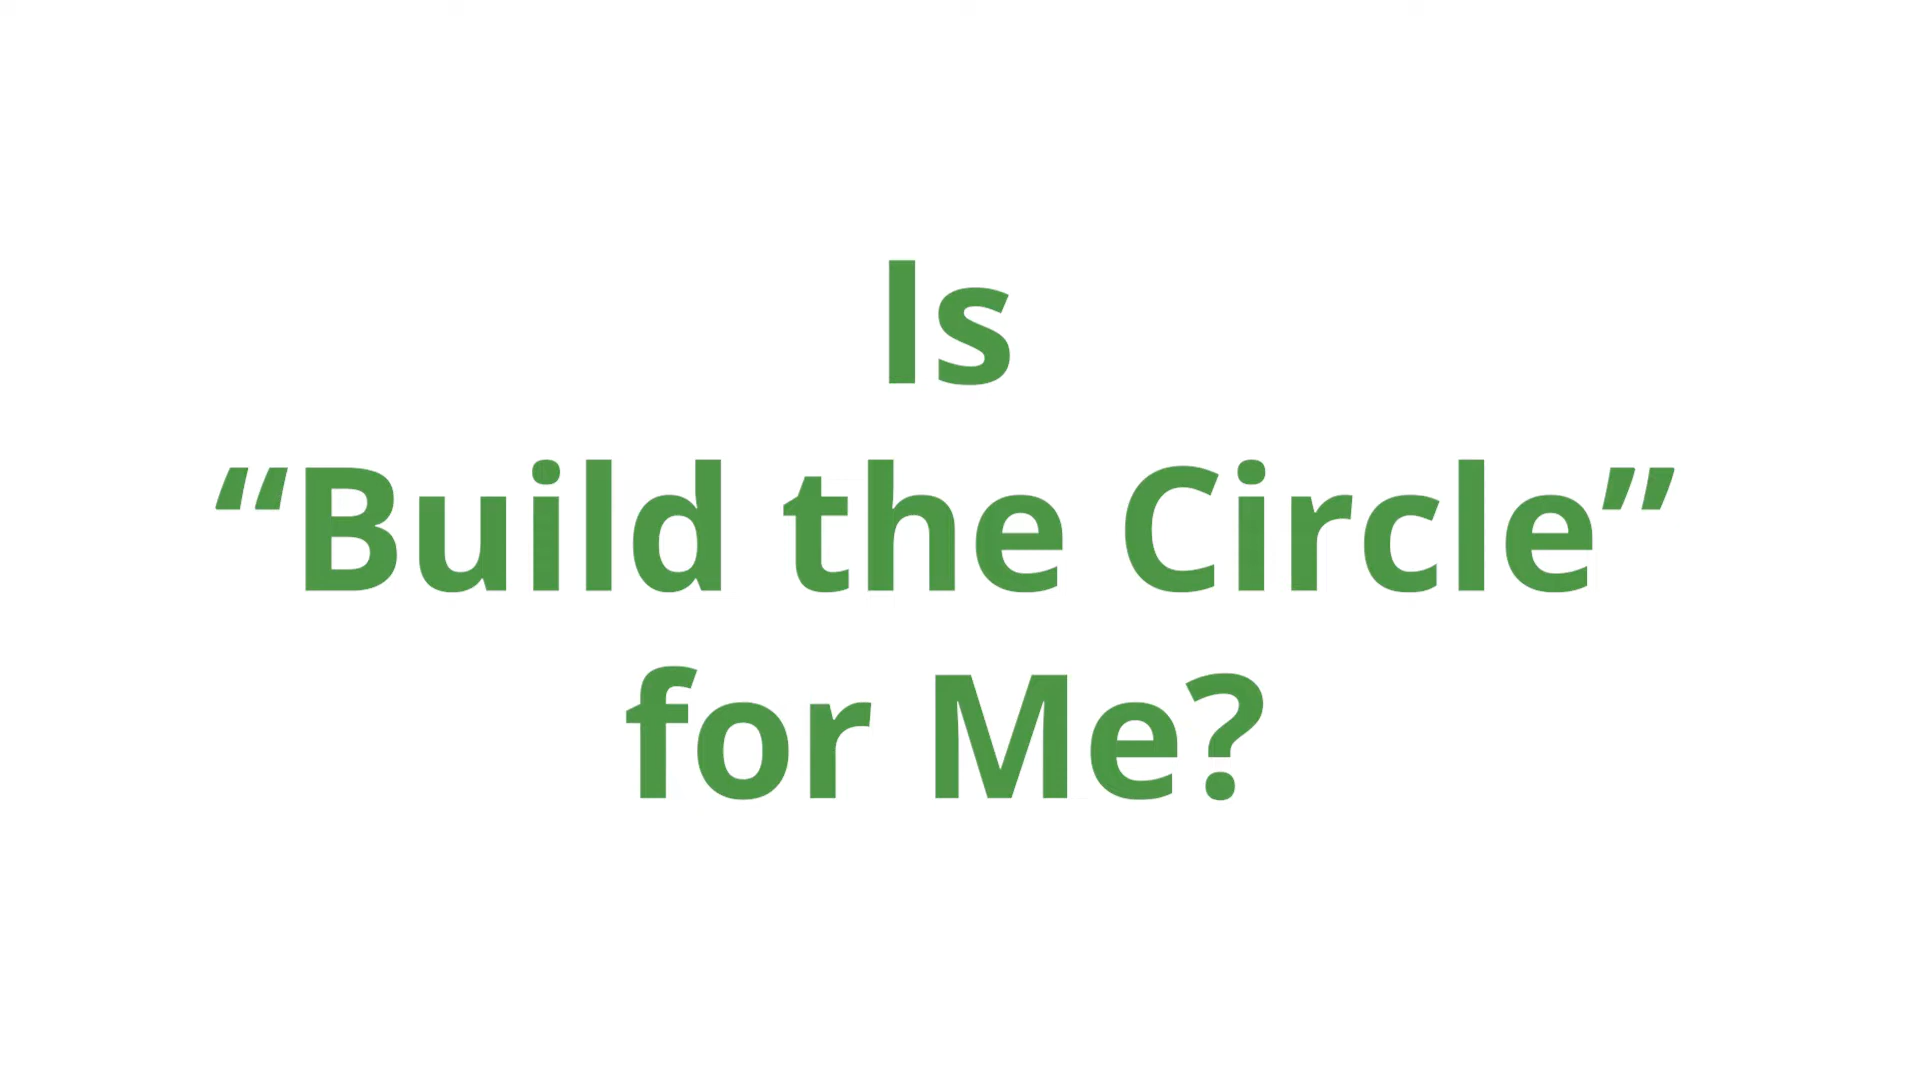 Is
“Build the Circle”
for Me?